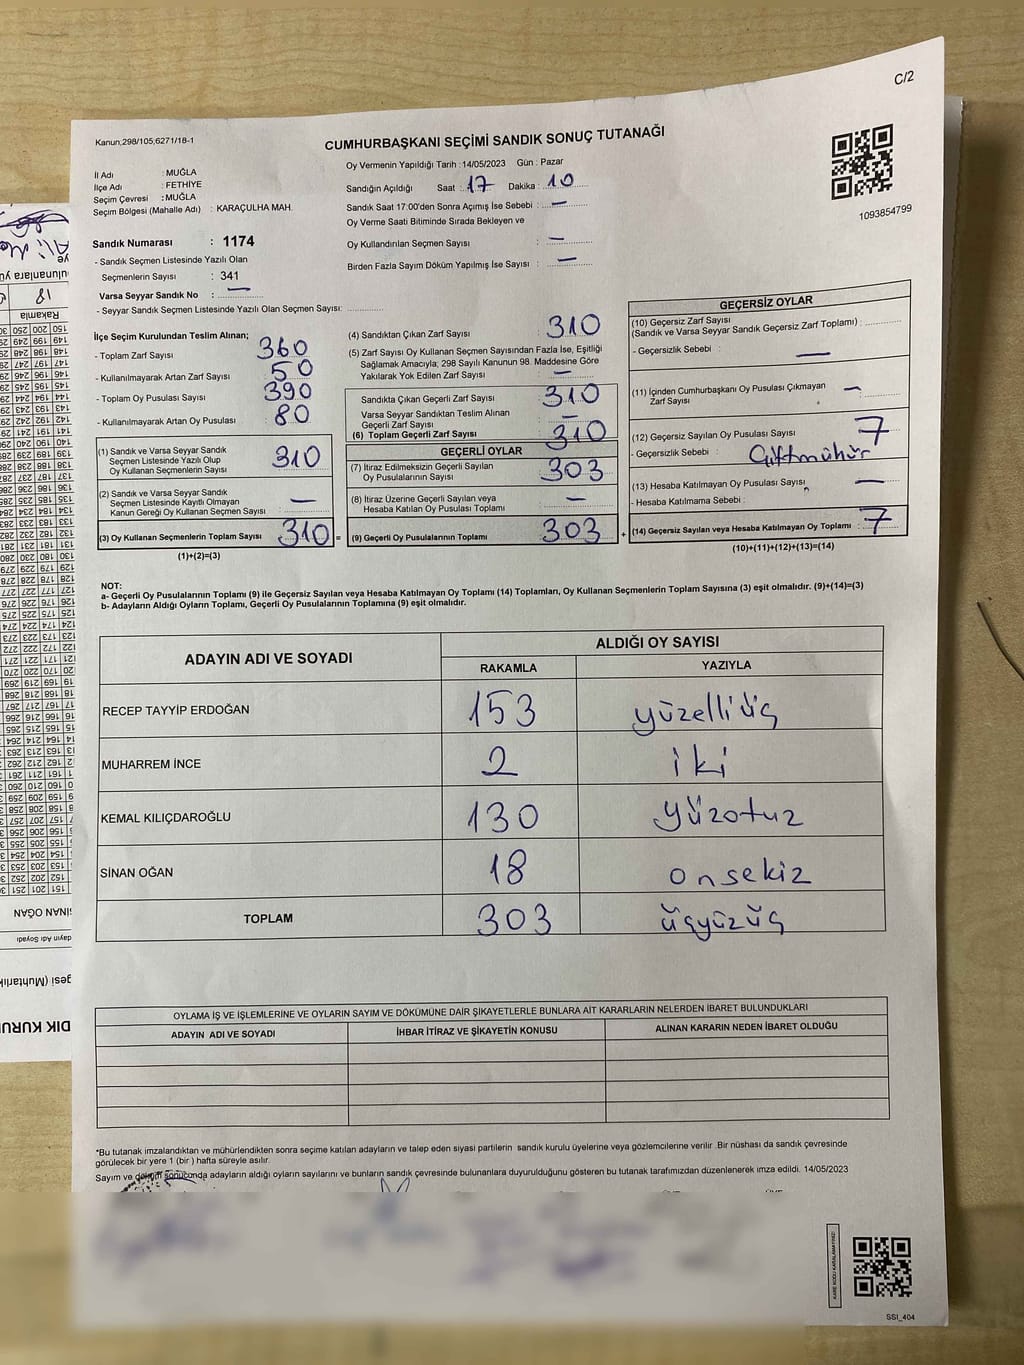 C/2
Kanun,298/105,6271/18-1
CUMHURBAŞKANI SEÇİMİ SANDIK SONUÇ TUTANAĞI
1093854799
İl Adı : MUĞLA
İlçe Adı : FETHİYE
Seçim Çevresi : MUĞLA
Seçim Bölgesi (Mahalle Adı) : KARAÇULHA MAH.
Sandık Numarası : 1174
- Sandık Seçmen Listesinde Yazılı Olan
Seçmenlerin Sayısı : 341
Varsa Seyyar Sandık No : —
- Seyyar Sandık Seçmen Listesinde Yazılı Olan Seçmen Sayısı:
Oy Vermenin Yapıldığı Tarih : 14/05/2023 Gün : Pazar
Sandığın Açıldığı Saat : 17 Dakika : 10
Sandık Saat 17:00'den Sonra Açımış İse Sebebi : —
Oy Verme Saati Bitiminde Sırada Bekleyen ve
Oy Kullandırılan Seçmen Sayısı : —
Birden Fazla Sayım Döküm Yapılmış İse Sayısı : —
İlçe Seçim Kurulundan Teslim Alınan;
- Toplam Zarf Sayısı : 360
- Kullanılmayarak Artan Zarf Sayısı : 50
- Toplam Oy Pusulası Sayısı : 390
- Kullanılmayarak Artan Oy Pusulası : 80
(1) Sandık ve Varsa Seyyar Sandık
Seçmen Listesinde Yazılı Olup
Oy Kullanan Seçmenlerin Sayısı : 310
(2) Sandık ve Varsa Seyyar Sandık
Seçmen Listesinde Kayıtlı Olmayan
Kanun Gereği Oy Kullanan Seçmenlerin Sayısı : —
(3) Oy Kullanan Seçmenlerin Toplam Sayısı : 310 =
(1)+(2)=(3)
(4) Sandıktan Çıkan Zarf Sayısı : 310
(5) Zarf Sayısı Oy Kullanan Seçmen Sayısından Fazla İse, Eşitliği
Sağlamak Amacıyla; 298 Sayılı Kanunun 98. Maddesine Göre
Yakılarak Yok Edilen Zarf Sayısı : —
Sandıkta Çıkan Geçerli Zarf Sayısı : 310
Varsa Seyyar Sandıktan Teslim Alınan
Geçerli Zarf Sayısı : —
(6) Toplam Geçerli Zarf Sayısı : 310
GEÇERLİ OYLAR
(7) İtiraz Edilmeksizin Geçerli Sayılan
Oy Pusulalarının Sayısı : 303
(8) İtiraz Üzerine Geçerli Sayılan veya
Hesaba Katılan Oy Pusulası Toplamı : —
(9) Geçerli Oy Pusulalarının Toplamı : 303 +
GEÇERSİZ OYLAR
(10) Geçersiz Zarf Sayısı
(Sandık ve Varsa Seyyar Sandık Geçersiz Zarf Toplamı) :
- Geçersizlik Sebebi : —
(11) İçinden Cumhurbaşkanı Oy Pusulası Çıkmayan
Zarf Sayısı : —
(12) Geçersiz Sayılan Oy Pusulası Sayısı : 7
- Geçersizlik Sebebi : Çiftmühür
(13) Hesaba Katılmayan Oy Pusulası Sayısı : —
- Hesaba Katılmama Sebebi :
(14) Geçersiz Sayılan veya Hesaba Katılmayan Oy Toplamı : 7
(10)+(11)+(12)+(13)=(14)
NOT:
a- Geçerli Oy Pusulalarının Toplamı (9) ile Geçersiz Sayılan veya Hesaba Katılmayan Oy Toplamı (14) Toplamları, Oy Kullanan Seçmenlerin Toplam Sayısına (3) eşit olmalıdır. (9)+(14)=(3)
b- Adayların Aldığı Oyların Toplamı, Geçerli Oy Pusulalarının Toplamına (9) eşit olmalıdır.
ADAYIN ADI VE SOYADI ALDIĞI OY SAYISI
RAKAMLA YAZIYLA
RECEP TAYYİP ERDOĞAN 153 yüzelliüç
MUHARREM İNCE 2 iki
KEMAL KILIÇDAROĞLU 130 yüzotuz
SİNAN OĞAN 18 onsekiz
TOPLAM 303 üçyüzüç
OYLAMA İŞ VE İŞLEMLERİNE VE OYLARIN SAYIM VE DÖKÜMÜNE DAİR ŞİKAYETLERLE BUNLARA AİT KARARLARIN NELERDEN İBARET BULUNDUKLARI
ADAYIN ADI VE SOYADI İHBAR İTİRAZ VE ŞİKAYETİN KONUSU ALINAN KARARIN NEDEN İBARET OLDUĞU
*Bu tutanak imzalandıktan ve mühürlendikten sonra seçime katılan adayların ve talep eden siyasi partilerin sandık kurulu üyelerine veya gözlemcilerine verilir .Bir nüshası da sandık çevresinde
görülecek bir yere 1 (bir ) hafta süreyle asılır.
Sayım ve döküm sonucunda adayların aldığı oyların sayılarını ve bunların sandık çevresinde bulunanlara duyurulduğunu gösteren bu tutanak tarafımızdan düzenlenerek imza edildi. 14/05/2023
SSI_404